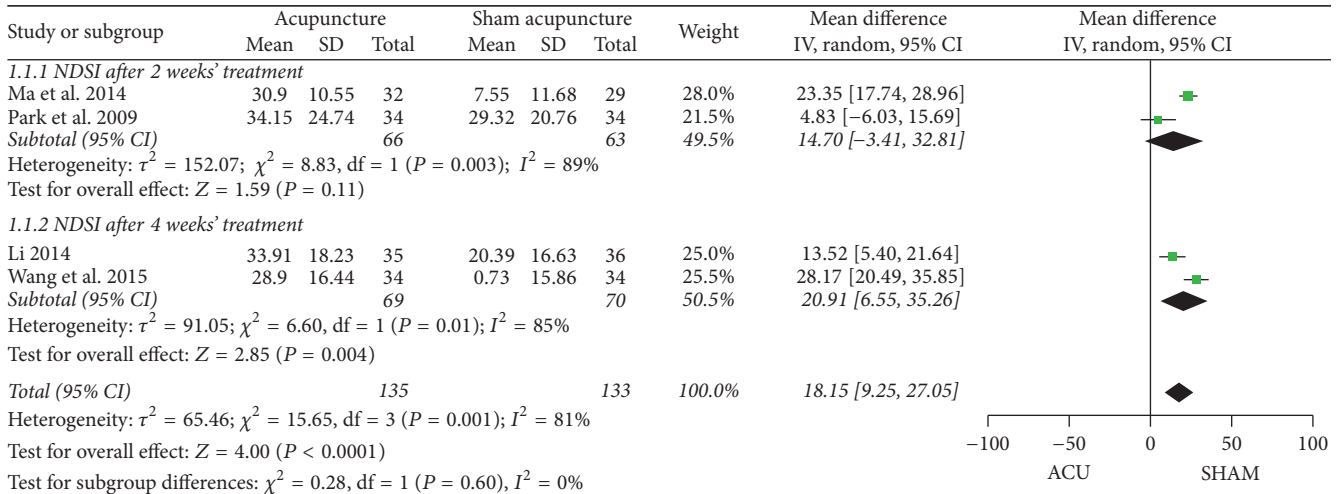 Study or subgroup Acupuncture Sham acupuncture Weight Mean difference Mean difference
Mean SD Total Mean SD Total IV, random, 95% CI IV, random, 95% CI
1.1.1 NDSI after 2 weeks’ treatment
Ma et al. 2014 30.9 10.55 32 7.55 11.68 29 28.0% 23.35 [17.74, 28.96]
Park et al. 2009 34.15 24.74 34 29.32 20.76 34 21.5% 4.83 [−6.03, 15.69]
Subtotal (95% CI) 66 63 49.5% 14.70 [−3.41, 32.81]
Heterogeneity: τ² = 152.07; χ² = 8.83, df = 1 (P = 0.003); I² = 89%
Test for overall effect: Z = 1.59 (P = 0.11)
1.1.2 NDSI after 4 weeks’ treatment
Li 2014 33.91 18.23 35 20.39 16.63 36 25.0% 13.52 [5.40, 21.64]
Wang et al. 2015 28.9 16.44 34 0.73 15.86 34 25.5% 28.17 [20.49, 35.85]
Subtotal (95% CI) 69 70 50.5% 20.91 [6.55, 35.26]
Heterogeneity: τ² = 91.05; χ² = 6.60, df = 1 (P = 0.01); I² = 85%
Test for overall effect: Z = 2.85 (P = 0.004)
Total (95% CI) 135 133 100.0% 18.15 [9.25, 27.05]
Heterogeneity: τ² = 65.46; χ² = 15.65, df = 3 (P = 0.001); I² = 81%
−100 −50 0 50 100
Test for overall effect: Z = 4.00 (P < 0.0001)
ACU SHAM
Test for subgroup differences: χ² = 0.28, df = 1 (P = 0.60), I² = 0%